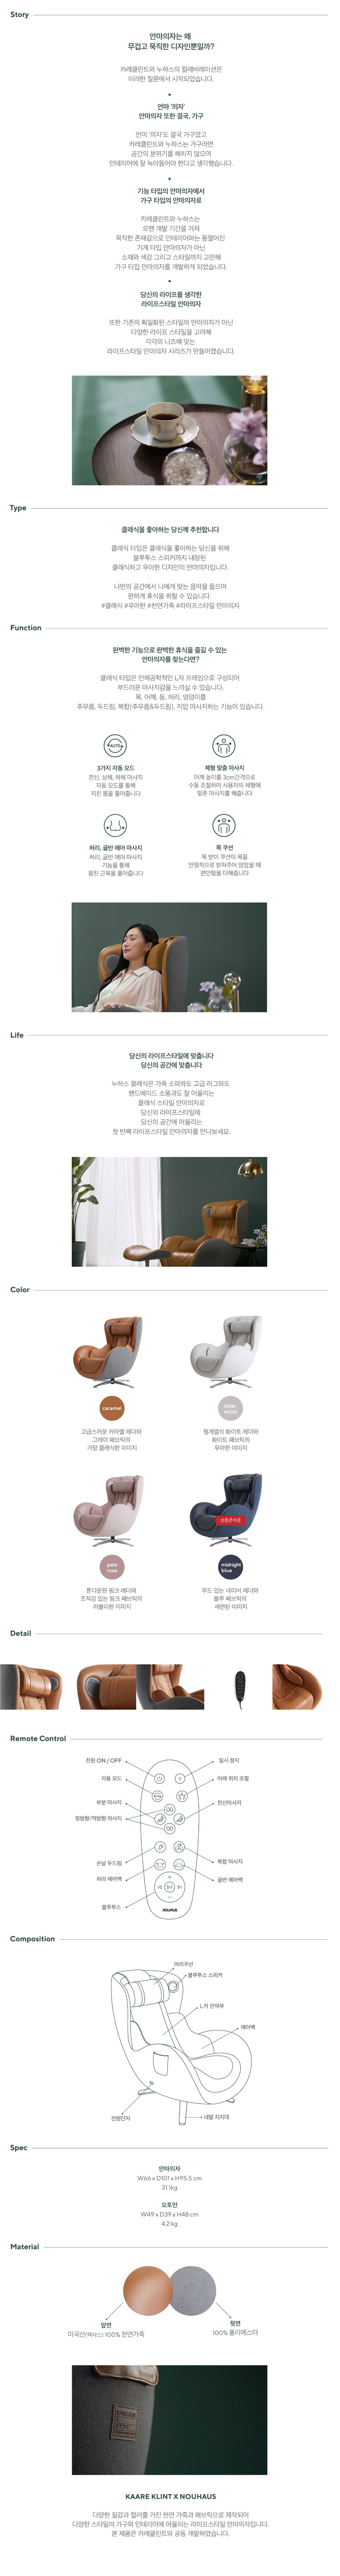 Story
안마의자는 왜
무겁고 묵직한 디자인뿐일까?
카레클린트와 누하스의 컬래버레이션은
이러한 질문에서 시작되었습니다.
안마 '의자'
안마의자 또한 결국, 가구
안마 '의자'도 결국 가구였고
카레클린트와 누하스는 가구라면
공간의 분위기를 해치지 않으며
인테리어에 잘 녹아들어야 한다고 생각했습니다.
기능 타입의 안마의자에서
가구 타입의 안마의자로
카레클린트와 누하스는
오랜 개발 기간을 거쳐
묵직한 존재감으로 인테리어와는 동떨어진
기계 타입 안마의자가 아닌
소재와 색감 그리고 스타일까지 고민해
가구 타입 안마의자를 개발하게 되었습니다.
당신의 라이프를 생각한
라이프스타일 안마의자
또한 기존의 획일화된 스타일의 안마의자가 아닌
다양한 라이프 스타일을 고려해
각각의 니즈에 맞는
라이프스타일 안마의자 시리즈가 만들어졌습니다.
Type
클래식을 좋아하는 당신께 추천합니다
클래식 타입은 클래식을 좋아하는 당신을 위해
블루투스 스피커까지 내장된
클래식하고 우아한 디자인의 안마의자입니다.
나만의 공간에서 나에게 맞는 음악을 들으며
편하게 휴식을 취할 수 있습니다.
#클래식 #우아한 #천연가죽 #라이프스타일 안마의자
Function
완벽한 기능으로 완벽한 휴식을 즐길 수 있는
안마의자를 찾는다면?
클래식 타입은 인체공학적인 L자 프레임으로 구성되어
부드러운 마사지감을 느끼실 수 있습니다.
목, 어깨, 등, 허리, 엉덩이를
주무름, 두드림, 복합(주무름&두드림), 지압 마사지하는 기능이 있습니다.
AUTO
3가지 자동 모드
전신, 상체, 하체 마사지
자동 모드를 통해
지친 몸을 풀어줍니다
체형 맞춤 마사지
어깨 높이를 3cm간격으로
수동 조절하여 사용자의 체형에
맞춘 마사지를 해줍니다
허리, 골반 에어 마사지
허리, 골반 에어 마사지
기능을 통해
뭉친 근육을 풀어줍니다
목 쿠션
목 받이 쿠션이 목을
안정적으로 받쳐주어 앉았을 때
편안함을 더해줍니다
Life
당신의 라이프스타일에 맞춥니다
당신의 공간에 맞춥니다
누하스 클래식은 가죽 소파와도 고급 러그와도
핸드메이드 소품과도 잘 어울리는
클래식 스타일 안마의자로
당신의 라이프스타일에
당신의 공간에 어울리는
첫 번째 라이프스타일 안마의자를 만나보세요.
Color
caramel
고급스러운 카라멜 레더와
그레이 패브릭의
가장 클래식한 이미지
elder
white
웜계열의 화이트 레더와
화이트 패브릭의
우아한 이미지
pale
rose
톤다운된 핑크 레더와
조직감 있는 핑크 패브릭의
러블리한 이미지
상품준비중
midnight
blue
무드 있는 네이비 레더와
블루 패브릭의
세련된 이미지
Detail
Remote Control
전원 ON / OFF
일시 정지
자동 모드
어깨 위치 조절
부분 마사지
전신마사지
정방향/역방향 마사지
손날 두드림
복합 마사지
허리 에어백
골반 에어백
블루투스
NOUHAUS
Composition
머리쿠션
블루투스 스피커
L자 안마부
에어백
전원단자
네발 지지대
Spec
안마의자
W66 x D101 x H95.5 cm
31.1kg
오토만
W49 x D39 x H48 cm
4.2 kg
Material
앞면
미국산(텍사스) 100% 천연가죽
뒷면
100% 폴리에스터
KAARE KLINT X NOUHAUS
다양한 질감과 컬러를 가진 천연 가죽과 패브릭으로 제작되어
다양한 스타일의 가구와 인테리어에 어울리는 라이프스타일 안마의자입니다.
본 제품은 카레클린트와 공동 개발하였습니다.